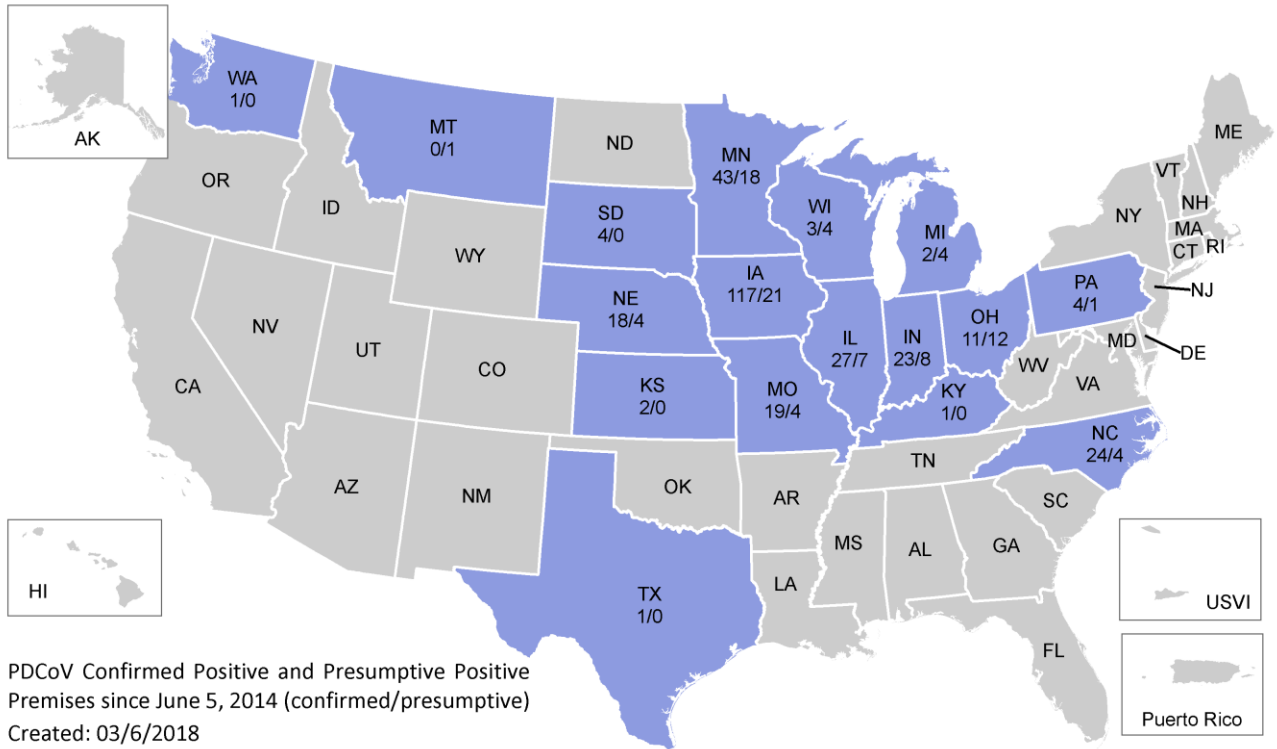 AK
WA
1/0
MT
0/1
ND
MN
43/18
ME
OR
ID
SD
4/0
WI
3/4
MI
2/4
VT
NH
NY
MA
CT
RI
WY
IA
117/21
PA
4/1
NJ
NE
18/4
OH
11/12
NV
UT
CO
IL
27/7
IN
23/8
MD
DE
WV
CA
KS
2/0
MO
19/4
KY
1/0
VA
NC
24/4
TN
AZ
NM
OK
AR
SC
MS
AL
GA
HI
TX
1/0
LA
USVI
FL
Puerto Rico
PDCoV Confirmed Positive and Presumptive Positive
Premises since June 5, 2014 (confirmed/presumptive)
Created: 03/6/2018